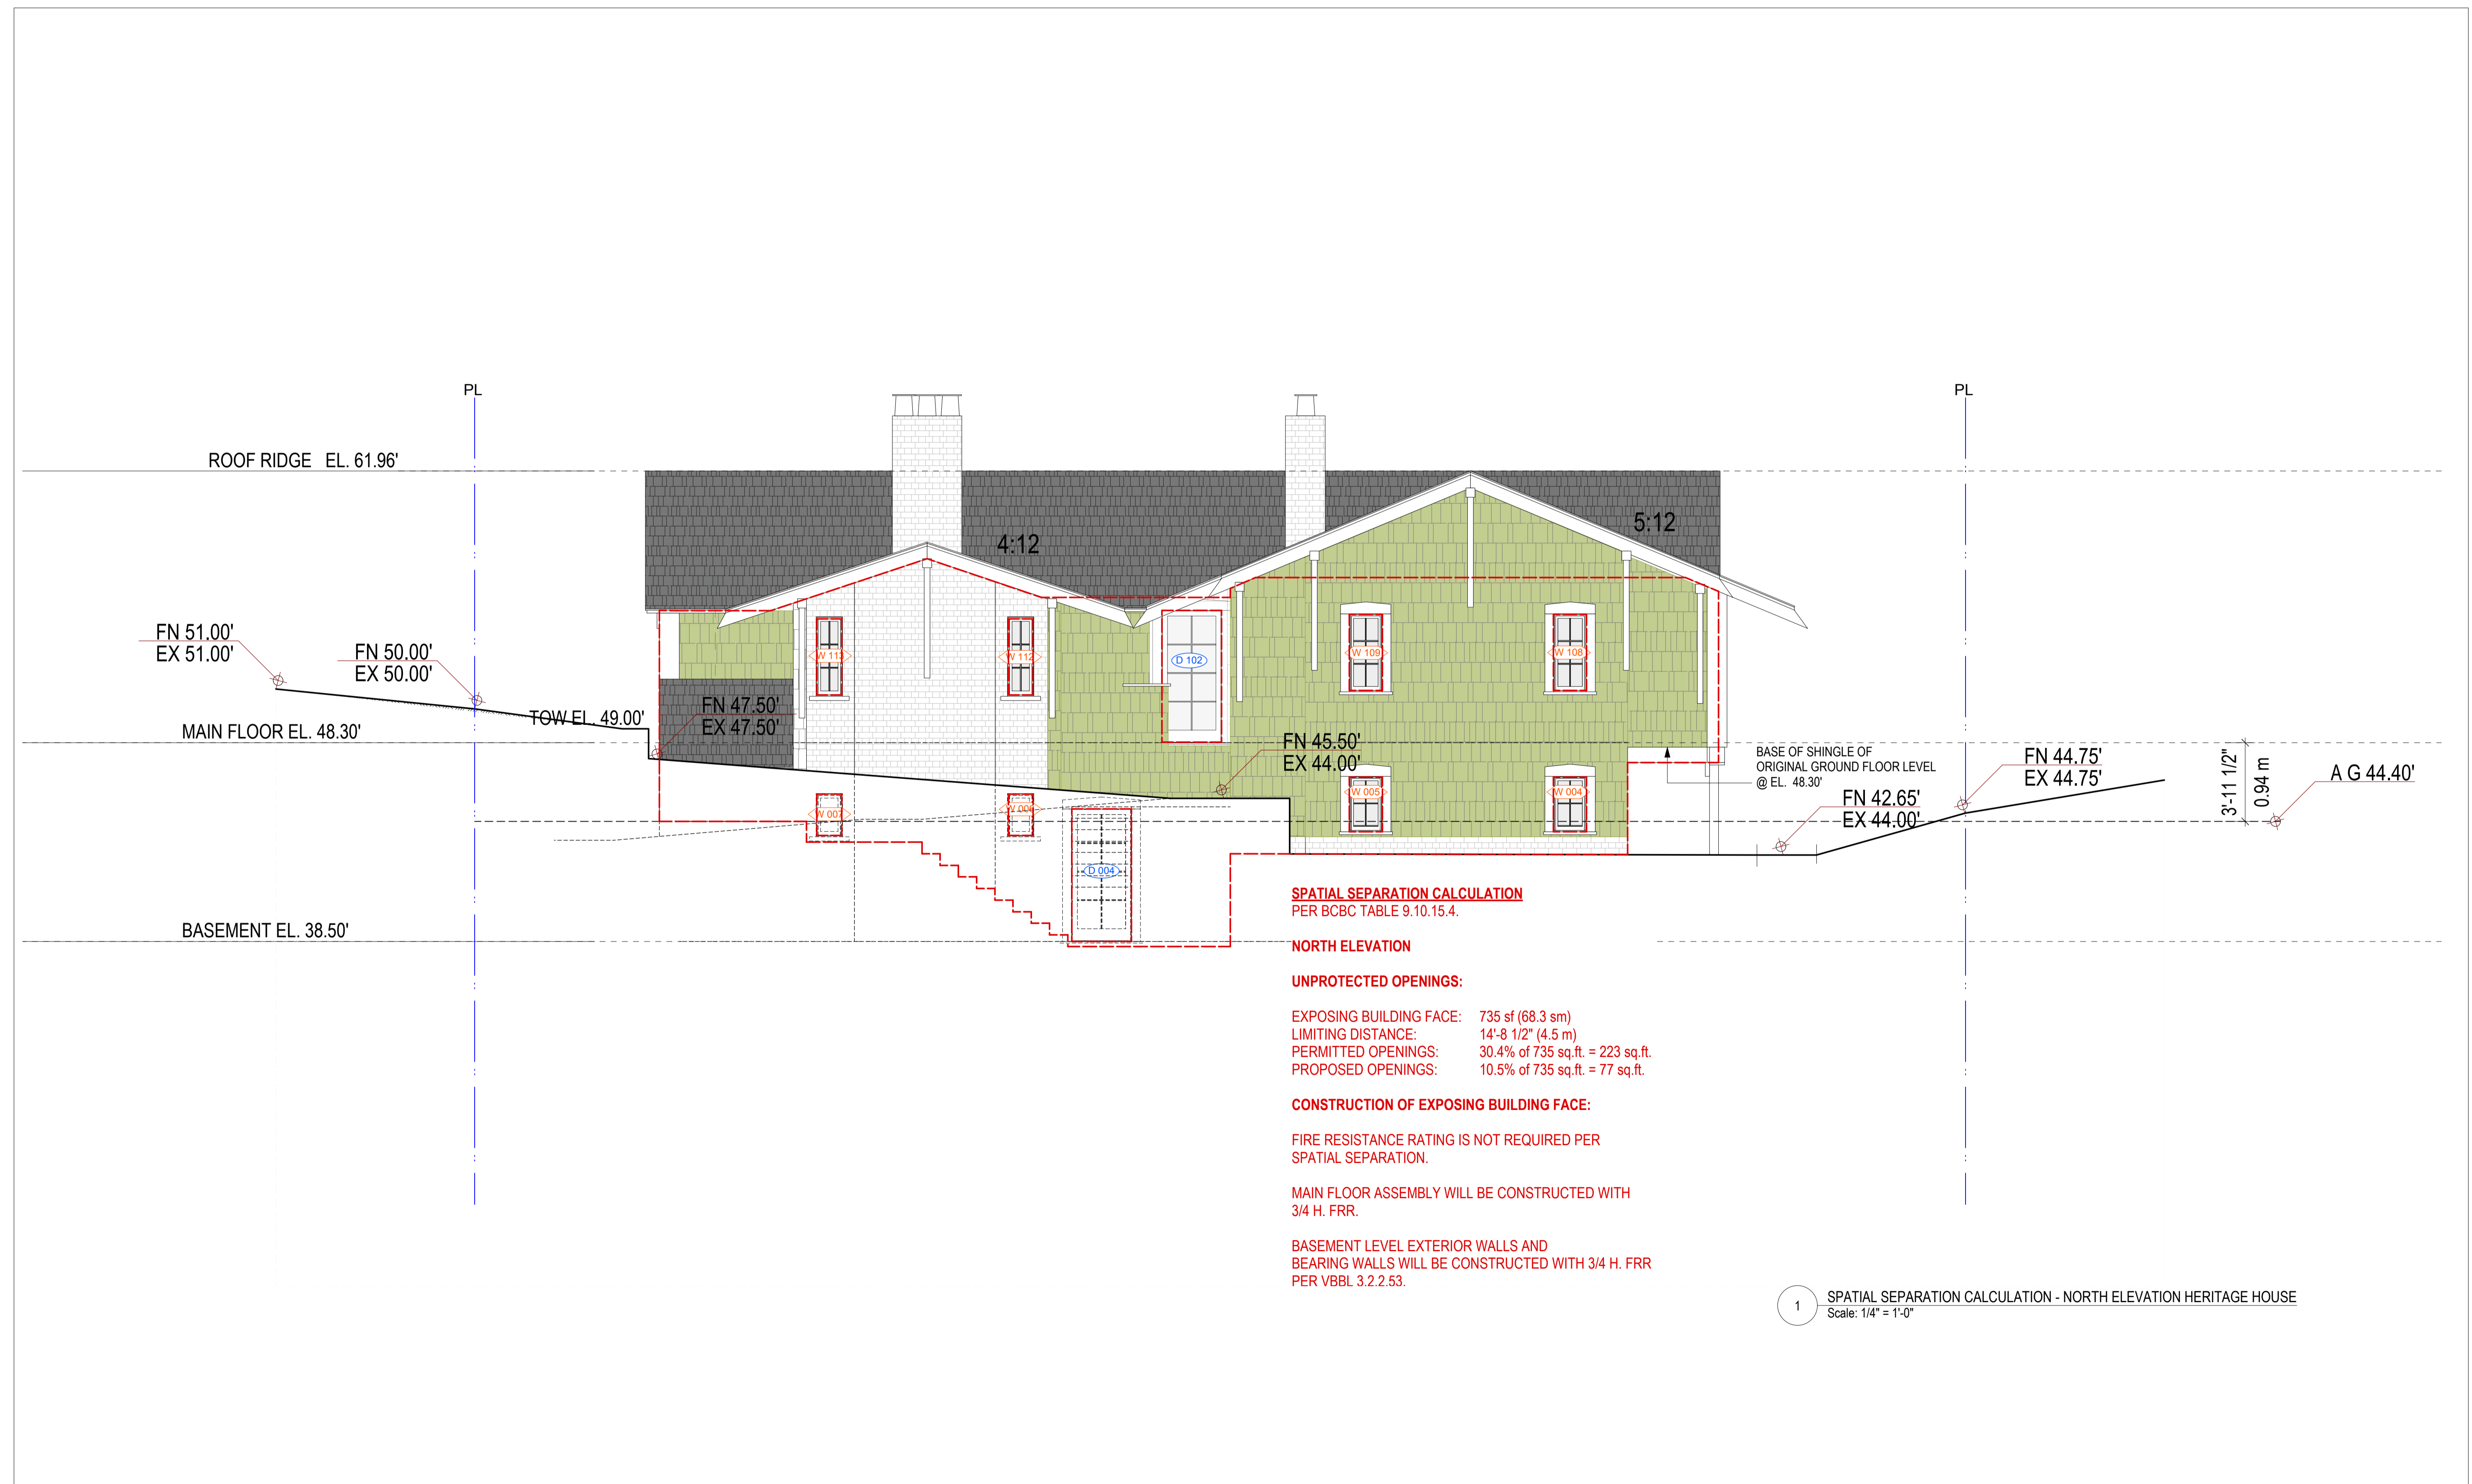 PL
PL
ROOF RIDGE   EL. 61.96'
4:12
5:12
FN 51.00'
EX 51.00'
FN 50.00'
EX 50.00'
TOW EL. 49.00'
FN 47.50'
EX 47.50'
MAIN FLOOR EL. 48.30'
W 113
W 112
D 102
W 109
W 108
FN 45.50'
EX 44.00'
BASE OF SHINGLE OF
ORIGINAL GROUND FLOOR LEVEL
@ EL.  48.30'
FN 44.75'
EX 44.75'
3'-11 1/2"
0.94 m
A G 44.40'
FN 42.65'
EX 44.00'
W 007
W 006
W 005
W 004
D 004
BASEMENT EL. 38.50'
SPATIAL SEPARATION CALCULATION
PER BCBC TABLE 9.10.15.4.
NORTH ELEVATION
UNPROTECTED OPENINGS:
EXPOSING BUILDING FACE: 735 sf (68.3 sm)
LIMITING DISTANCE: 14'-8 1/2" (4.5 m)
PERMITTED OPENINGS: 30.4% of 735 sq.ft. = 223 sq.ft.
PROPOSED OPENINGS: 10.5% of 735 sq.ft. = 77 sq.ft.
CONSTRUCTION OF EXPOSING BUILDING FACE:
FIRE RESISTANCE RATING IS NOT REQUIRED PER
SPATIAL SEPARATION.
MAIN FLOOR ASSEMBLY WILL BE CONSTRUCTED WITH
3/4 H. FRR.
BASEMENT LEVEL EXTERIOR WALLS AND
BEARING WALLS WILL BE CONSTRUCTED WITH 3/4 H. FRR
PER VBBL 3.2.2.53.
1
SPATIAL SEPARATION CALCULATION - NORTH ELEVATION HERITAGE HOUSE
Scale: 1/4" = 1'-0"